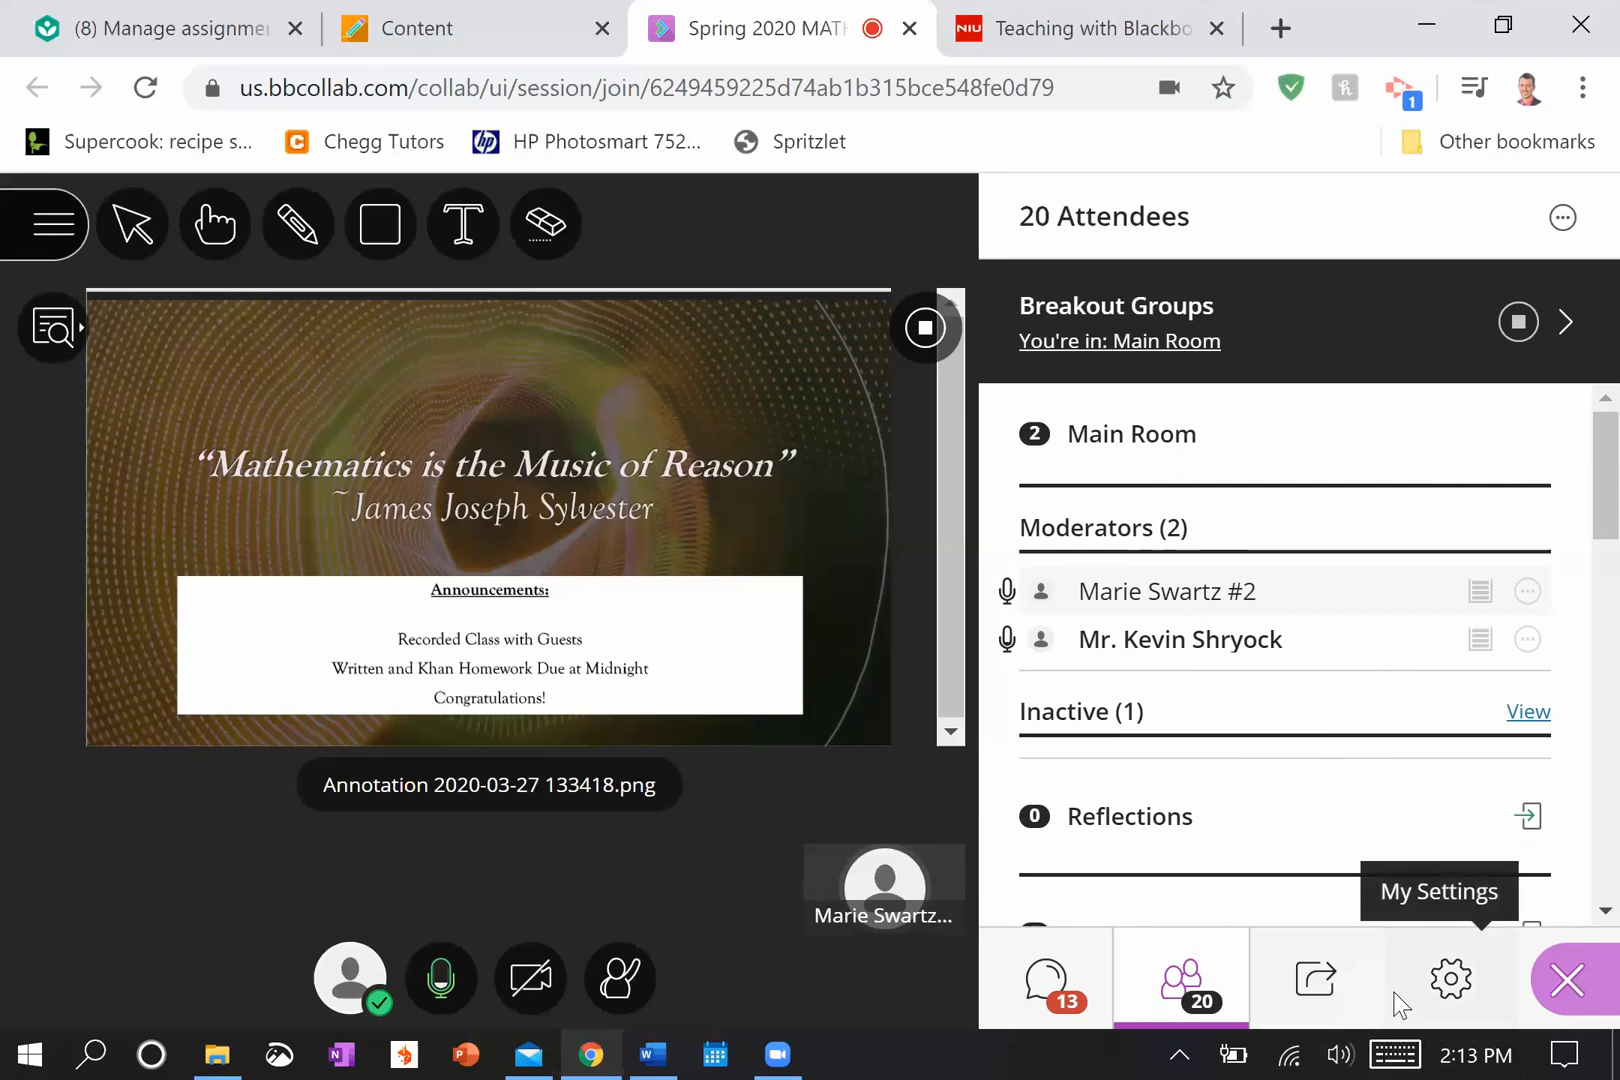 (8) Manage assignmer
Content
Spring 2020 MATH
NIU
Teaching with Blackbo
us.bbcollab.com/collab/ui/session/join/6249459225d74ab1b315bce548fe0d79
1
Supercook: recipe s...
Chegg Tutors
HP Photosmart 752...
Spritzlet
Other bookmarks
20 Attendees
Breakout Groups
You're in: Main Room
2 Main Room
Moderators (2)
Marie Swartz #2
Mr. Kevin Shryock
Inactive (1)
View
0 Reflections
My Settings
13
20
“Mathematics is the Music of Reason”
~James Joseph Sylvester
Announcements:
Recorded Class with Guests
Written and Khan Homework Due at Midnight
Congratulations!
Annotation 2020-03-27 133418.png
Marie Swartz...
2:13 PM